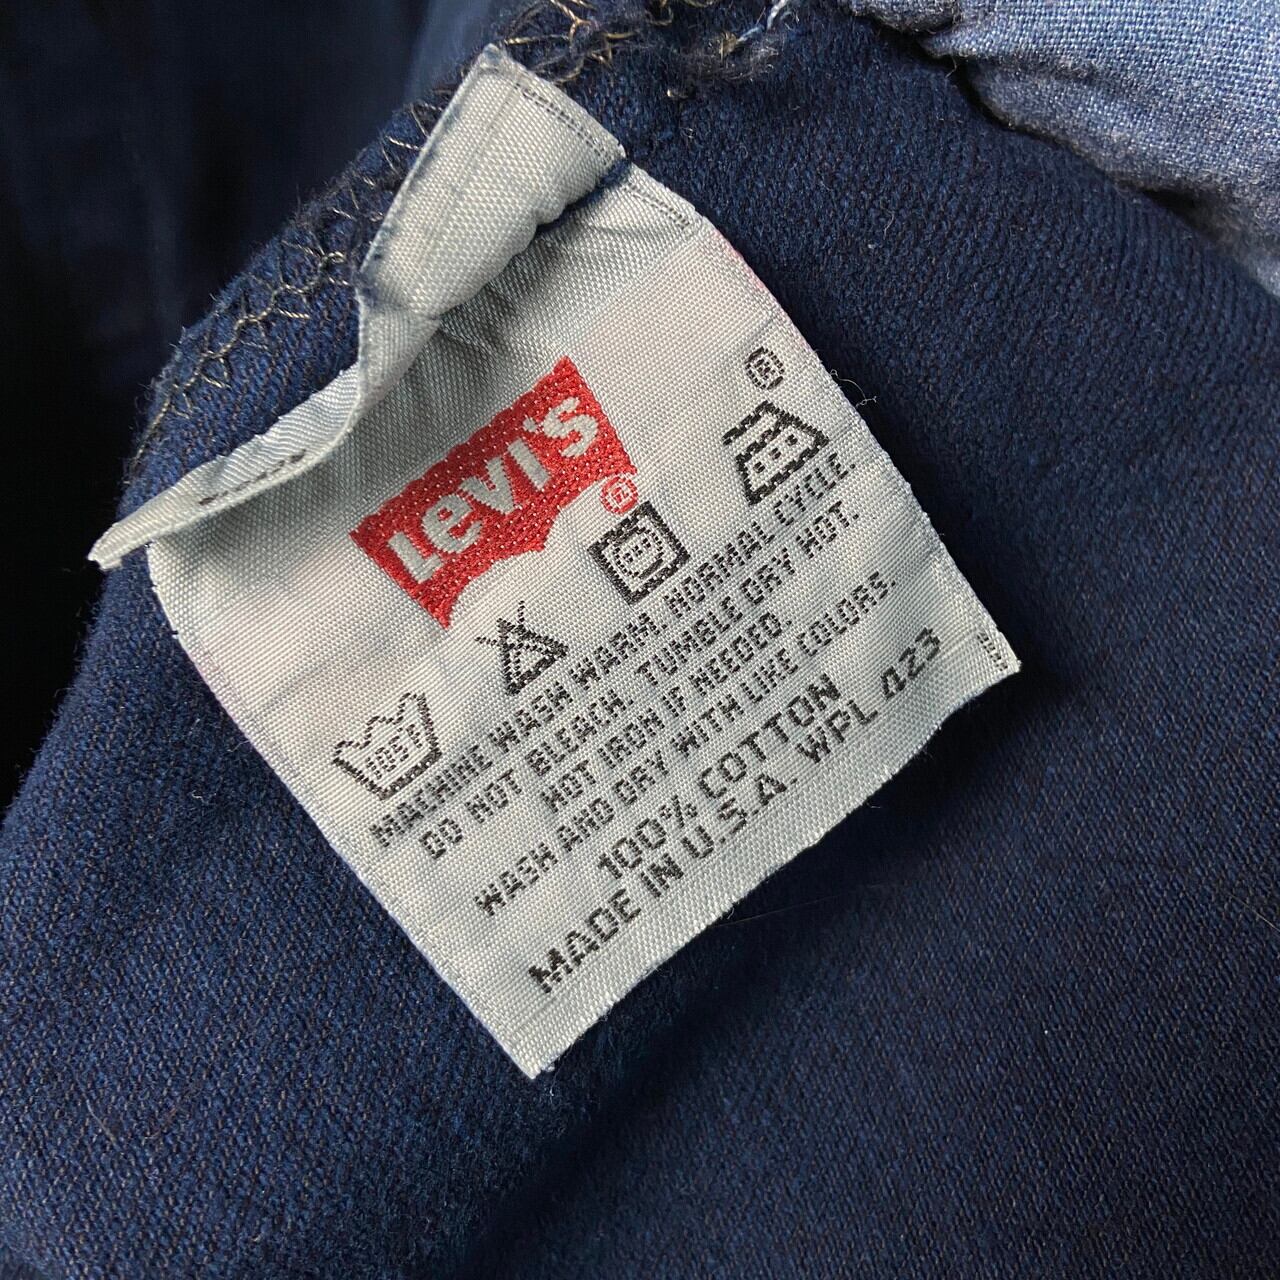 Levi's
®
®
105F
MACHINE WASH WARM. NORMAL CYCLE.
DO NOT BLEACH. TUMBLE DRY HOT.
HOT IRON IF NEEDED.
WASH AND DRY WITH LIKE COLORS.
100% COTTON
MADE IN U.S.A. WPL 423